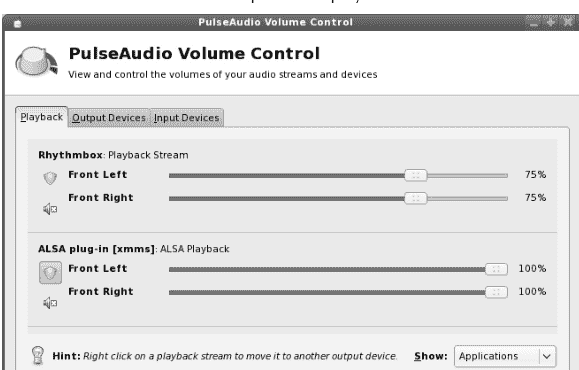 PulseAudio Volume Control
PulseAudio Volume Control
View and control the volumes of your audio streams and devices
Playback Output Devices Input Devices
Rhythmbox: Playback Stream
Front Left 75%
Front Right 75%
ALSA plug-in [xmms]: ALSA Playback
Front Left 100%
Front Right 100%
Hint: Right click on a playback stream to move it to another output device. Show: Applications